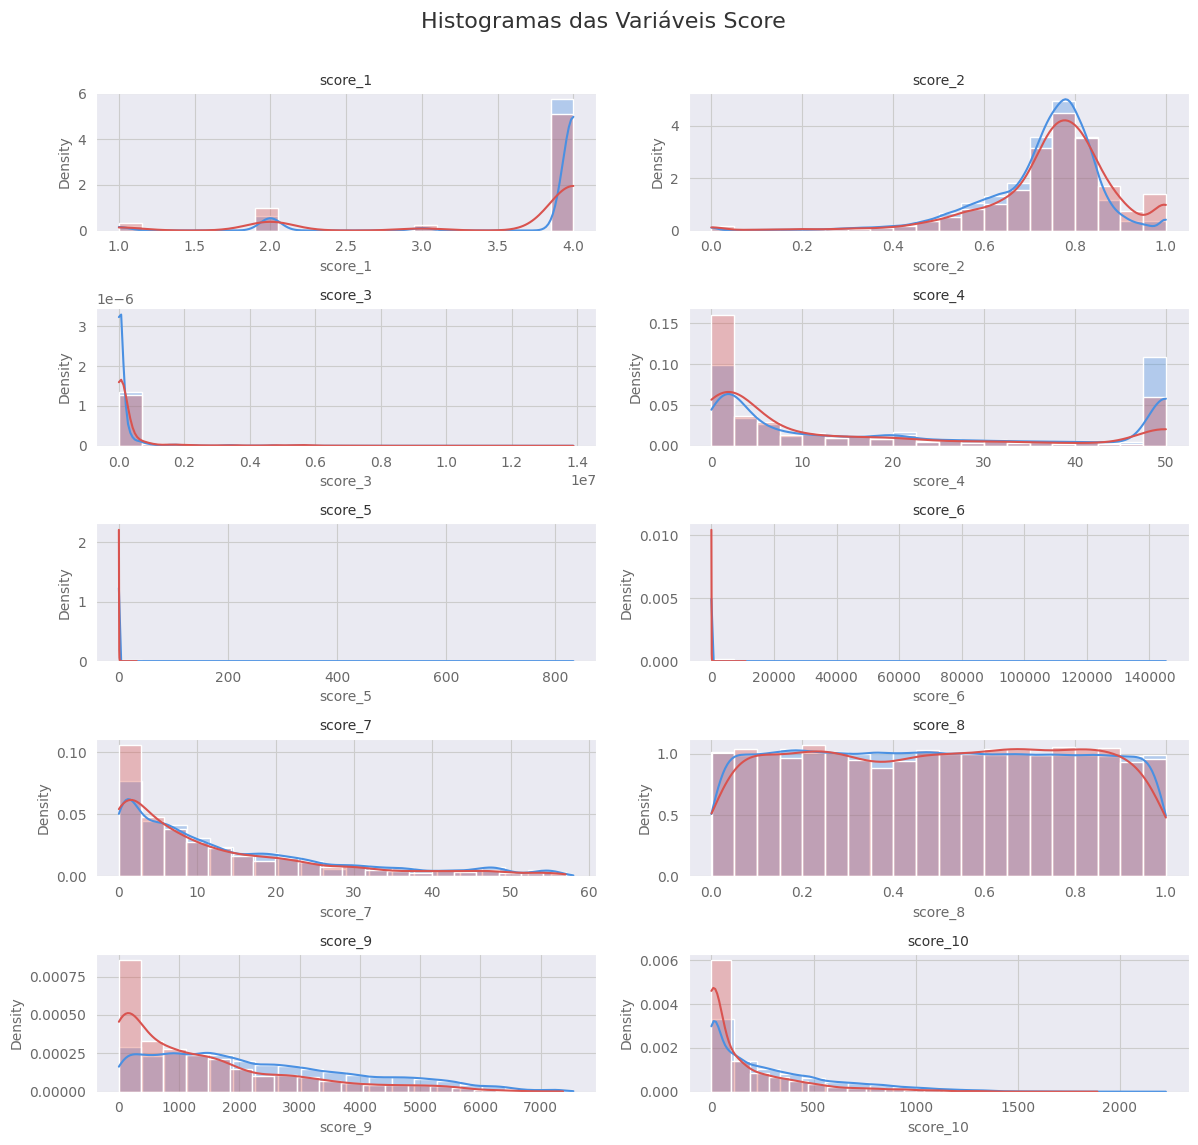 Histogramas das Variáveis Score
score_1
Density
6
4
2
0
1.0 1.5 2.0 2.5 3.0 3.5 4.0
score_1
score_2
Density
4
2
0
0.0 0.2 0.4 0.6 0.8 1.0
score_2
1e−6
score_3
Density
3
2
1
0
0.0 0.2 0.4 0.6 0.8 1.0 1.2 1.4
1e7
score_3
score_4
Density
0.15
0.10
0.05
0.00
0 10 20 30 40 50
score_4
score_5
Density
2
1
0
0 200 400 600 800
score_5
score_6
Density
0.010
0.005
0.000
0 20000 40000 60000 80000 100000 120000 140000
score_6
score_7
Density
0.10
0.05
0.00
0 10 20 30 40 50 60
score_7
score_8
Density
1.0
0.5
0.0
0.0 0.2 0.4 0.6 0.8 1.0
score_8
score_9
Density
0.00075
0.00050
0.00025
0.00000
0 1000 2000 3000 4000 5000 6000 7000
score_9
score_10
Density
0.006
0.004
0.002
0.000
0 500 1000 1500 2000
score_10